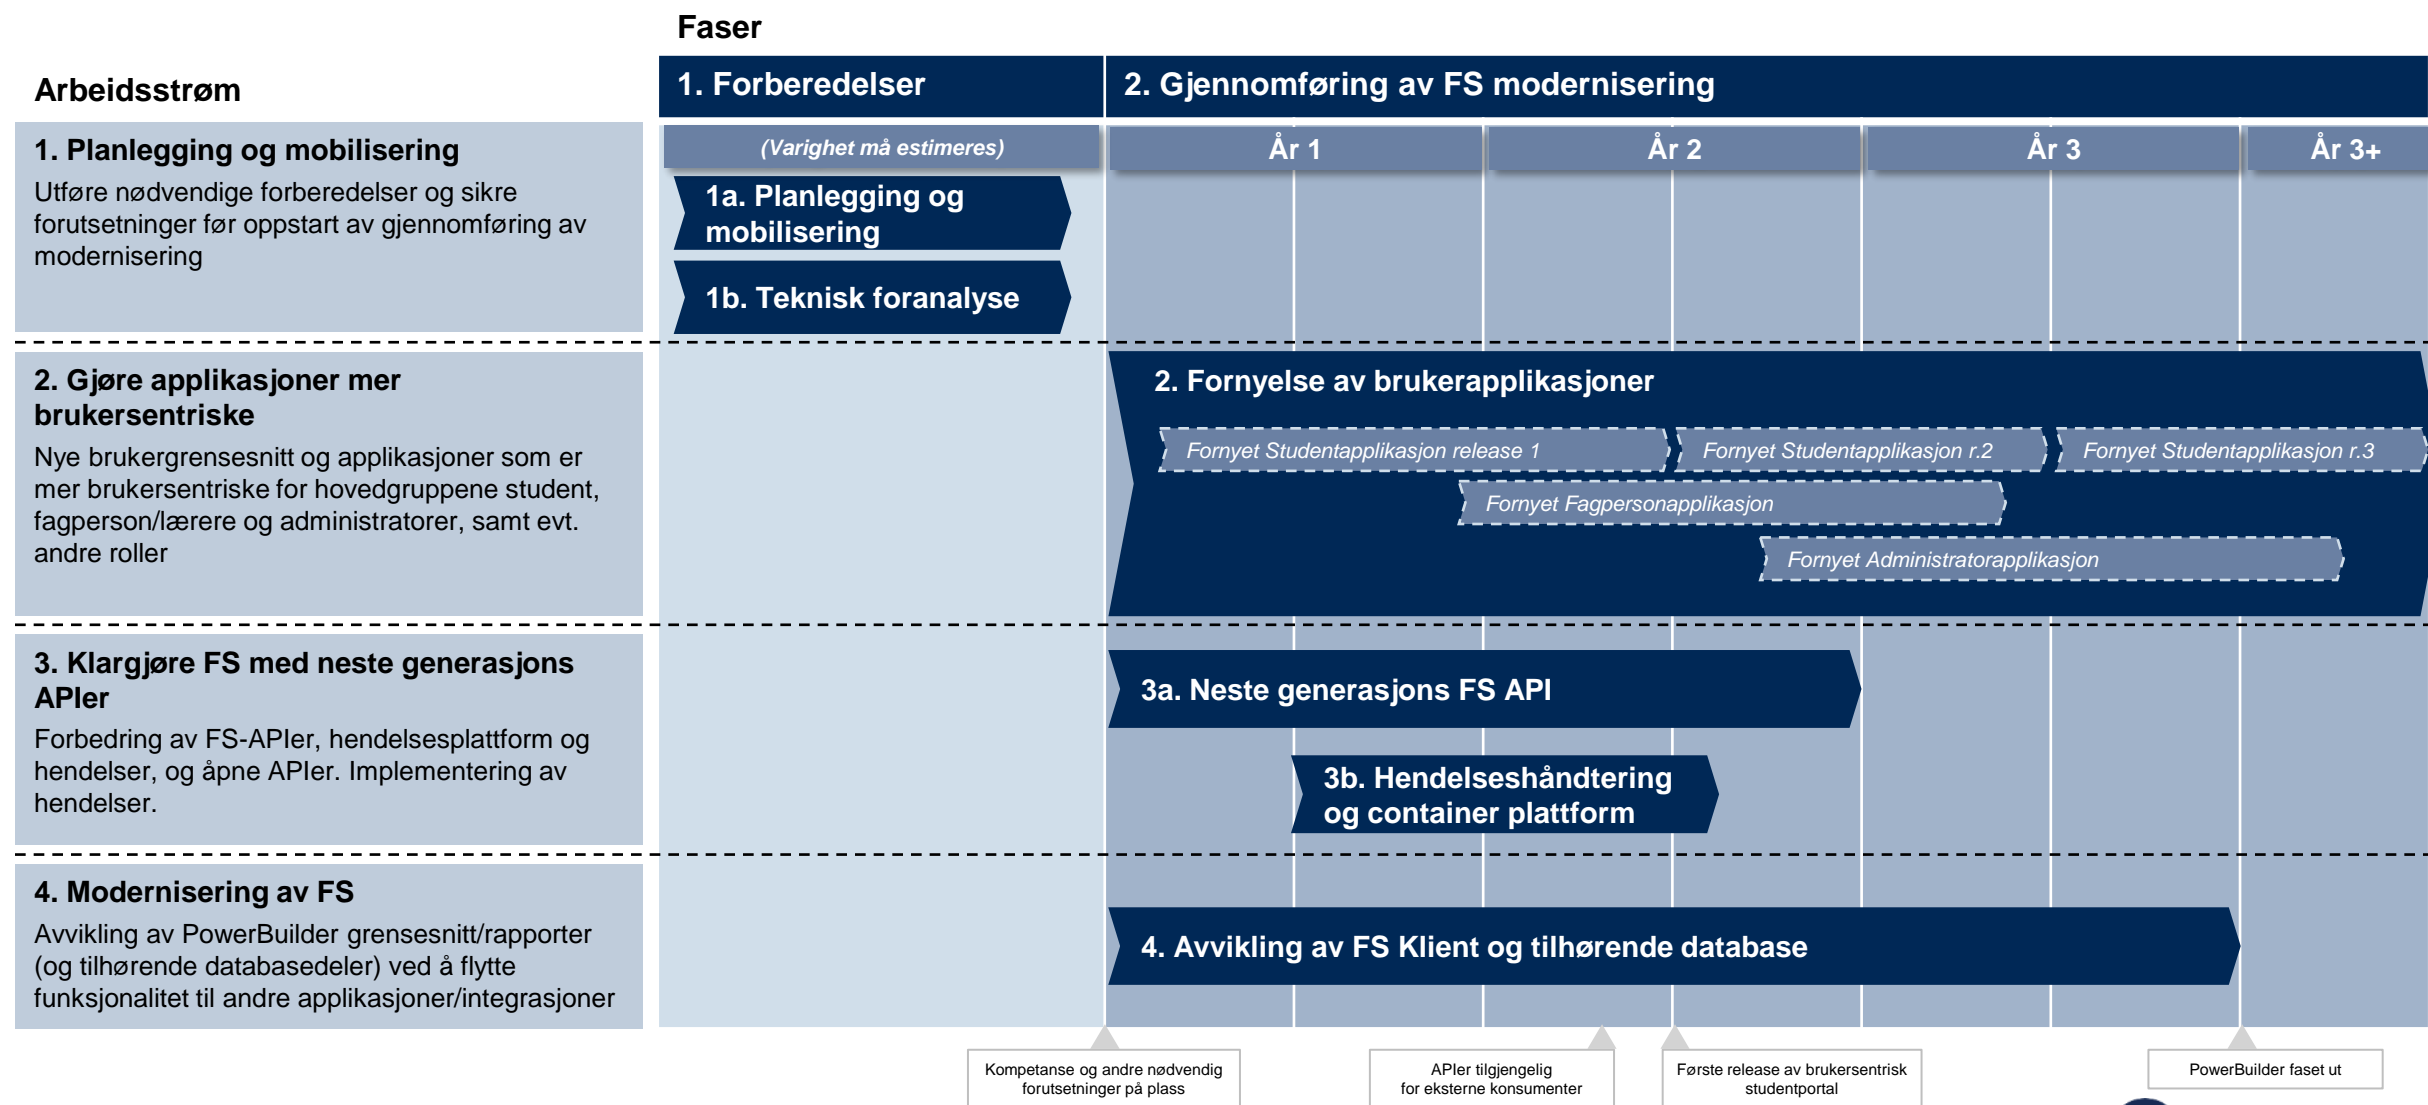 Faser
Arbeidsstrøm
1. Forberedelser
2. Gjennomføring av FS modernisering
(Varighet må estimeres)
År 1
År 2
År 3
År 3+
1. Planlegging og mobilisering
Utføre nødvendige forberedelser og sikre
forutsetninger før oppstart av gjennomføring av
modernisering
1a. Planlegging og
mobilisering
1b. Teknisk foranalyse
2. Gjøre applikasjoner mer
brukersentriske
Nye brukergrensesnitt og applikasjoner som er
mer brukersentriske for hovedgruppene student,
fagperson/lærere og administratorer, samt evt.
andre roller
2. Fornyelse av brukerapplikasjoner
Fornyet Studentapplikasjon release 1
Fornyet Studentapplikasjon r.2
Fornyet Studentapplikasjon r.3
Fornyet Fagpersonapplikasjon
Fornyet Administratorapplikasjon
3. Klargjøre FS med neste generasjons
APIer
Forbedring av FS-APIer, hendelsesplattform og
hendelser, og åpne APIer. Implementering av
hendelser.
3a. Neste generasjons FS API
3b. Hendelseshåndtering
og container plattform
4. Modernisering av FS
Avvikling av PowerBuilder grensesnitt/rapporter
(og tilhørende databasedeler) ved å flytte
funksjonalitet til andre applikasjoner/integrasjoner
4. Avvikling av FS Klient og tilhørende database
Kompetanse og andre nødvendig
forutsetninger på plass
APIer tilgjengelig
for eksterne konsumenter
Første release av brukersentrisk
studentportal
PowerBuilder faset ut